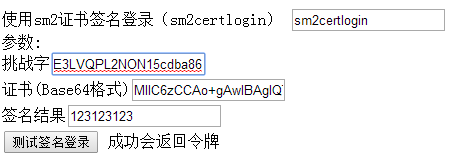 使用sm2证书签名登录（sm2certlogin） sm2certlogin
参数:
挑战字 E3LVQPL2NON15cdba86
证书(Base64格式) MIIC6zCCAo+gAwIBAgIQ
签名结果 123123123
测试签名登录 成功会返回令牌